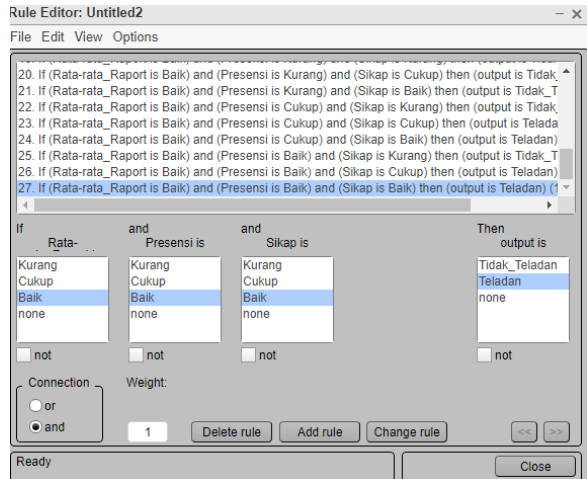 Rule Editor: Untitled2
File Edit View Options
20. If (Rata-rata_Raport is Baik) and (Presensi is Kurang) and (Sikap is Cukup) then (output is Tidak_
21. If (Rata-rata_Raport is Baik) and (Presensi is Kurang) and (Sikap is Baik) then (output is Tidak_T
22. If (Rata-rata_Raport is Baik) and (Presensi is Cukup) and (Sikap is Kurang) then (output is Tidak_
23. If (Rata-rata_Raport is Baik) and (Presensi is Cukup) and (Sikap is Cukup) then (output is Telada
24. If (Rata-rata_Raport is Baik) and (Presensi is Cukup) and (Sikap is Baik) then (output is Teladan)
25. If (Rata-rata_Raport is Baik) and (Presensi is Baik) and (Sikap is Kurang) then (output is Tidak_T
26. If (Rata-rata_Raport is Baik) and (Presensi is Baik) and (Sikap is Cukup) then (output is Teladan)
27. If (Rata-rata_Raport is Baik) and (Presensi is Baik) and (Sikap is Baik) then (output is Teladan) (1
If and and Then
Rata- Presensi is Sikap is output is
Kurang Kurang Kurang Tidak_Teladan
Cukup Cukup Cukup Teladan
Baik Baik Baik none
none none none
not not not not
Connection Weight:
or
and 1 Delete rule Add rule Change rule << >>
Ready Close